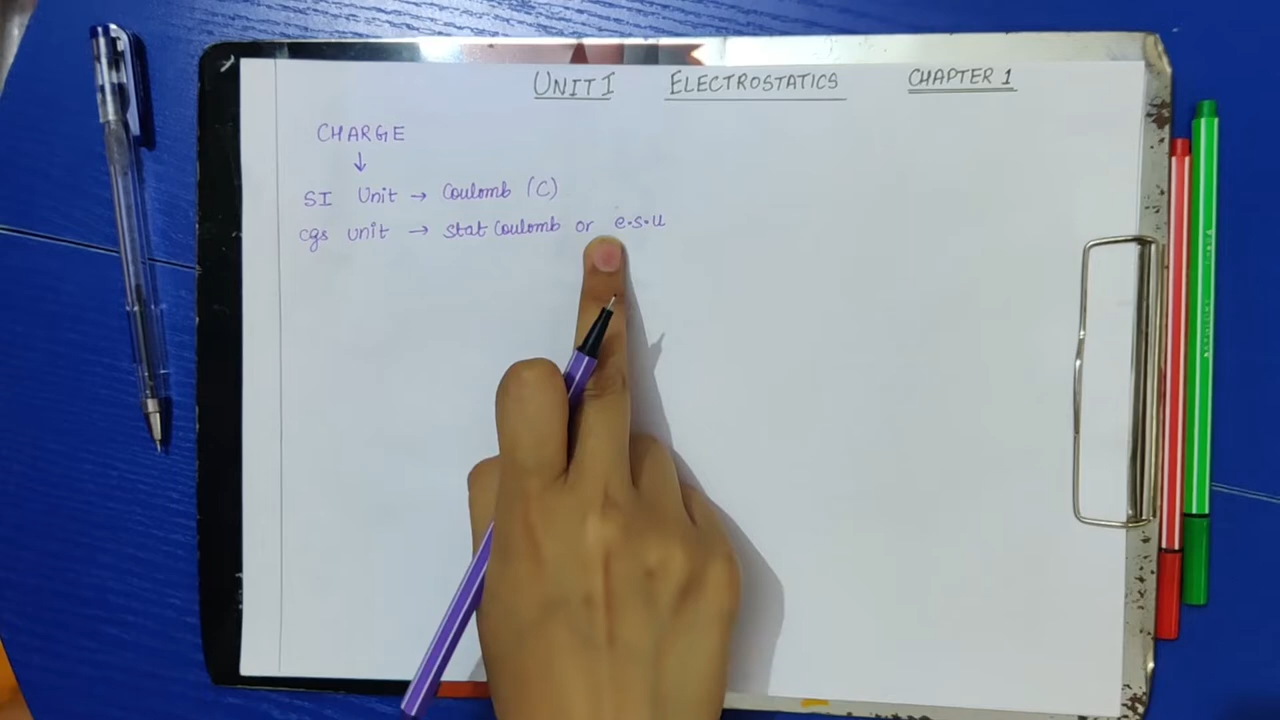 UNIT I ELECTROSTATICS CHAPTER 1
CHARGE
↓
SI Unit → Coulomb (C)
cgs unit → stat Coulomb or e.s.u